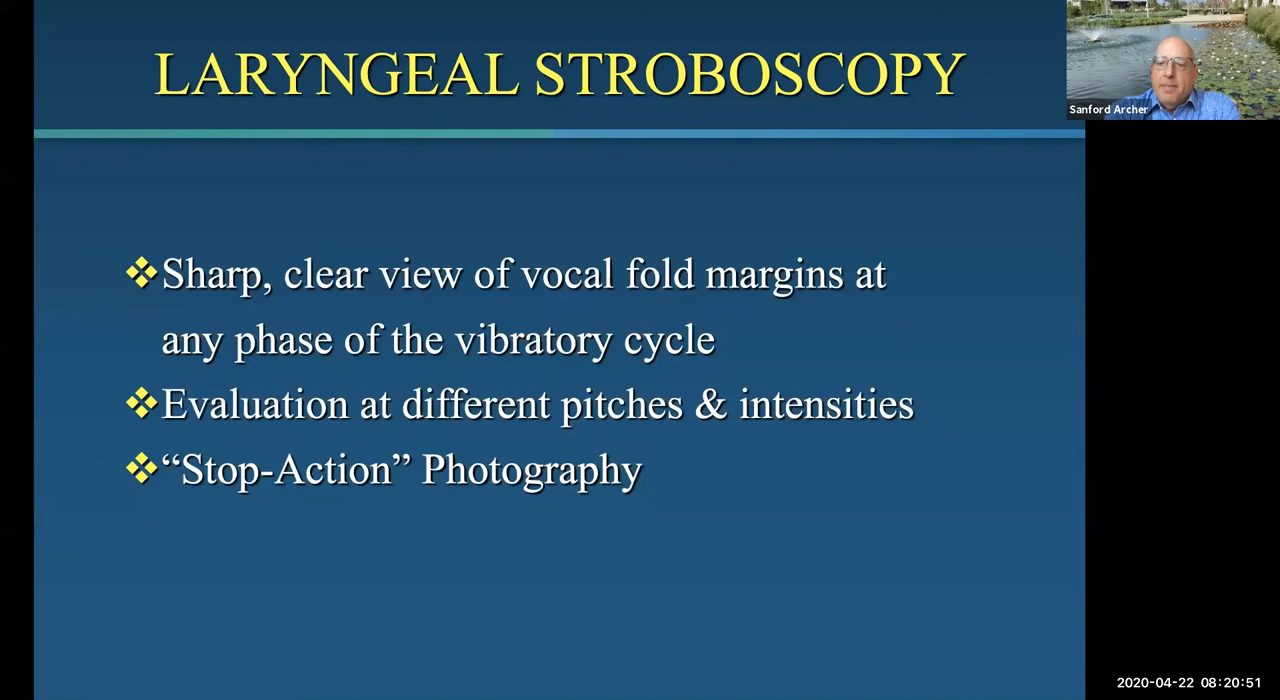 LARYNGEAL STROBOSCOPY
Sanford Archer
Sharp, clear view of vocal fold margins at
any phase of the vibratory cycle
Evaluation at different pitches & intensities
“Stop-Action” Photography
2020-04-22 08:20:51